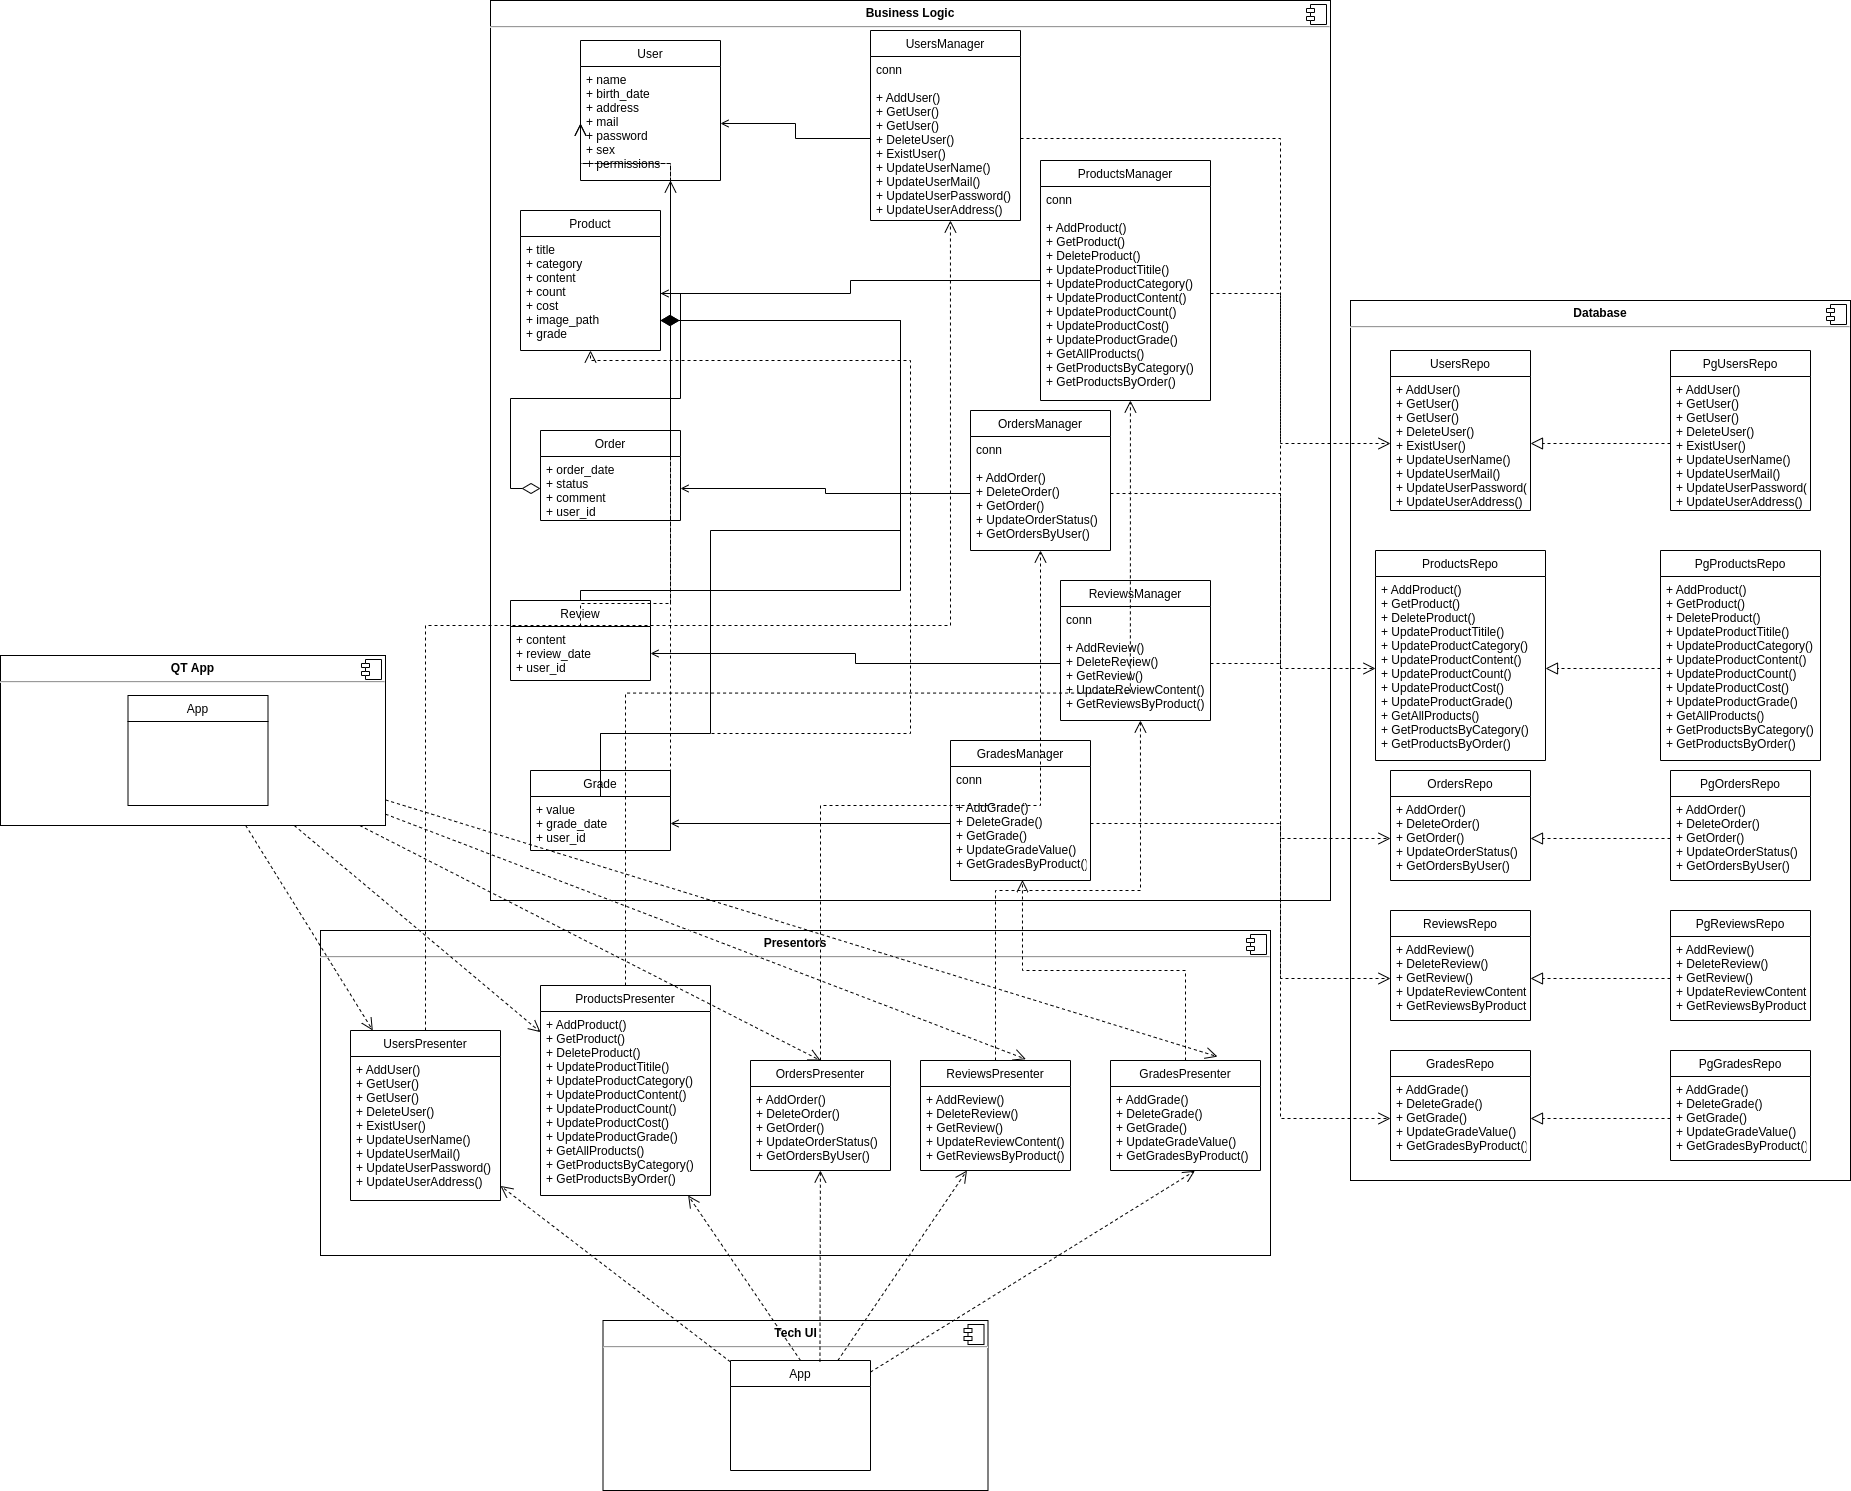 Business Logic
User
+ name
+ birth_date
+ address
+ mail
+ password
+ sex
+ permissions
UsersManager
conn
+ AddUser()
+ GetUser()
+ GetUser()
+ DeleteUser()
+ ExistUser()
+ UpdateUserName()
+ UpdateUserMail()
+ UpdateUserPassword()
+ UpdateUserAddress()
ProductsManager
conn
+ AddProduct()
+ GetProduct()
+ DeleteProduct()
+ UpdateProductTitile()
+ UpdateProductCategory()
+ UpdateProductContent()
+ UpdateProductCount()
+ UpdateProductCost()
+ UpdateProductGrade()
+ GetAllProducts()
+ GetProductsByCategory()
+ GetProductsByOrder()
Product
+ title
+ category
+ content
+ count
+ cost
+ image_path
+ grade
Order
+ order_date
+ status
+ comment
+ user_id
OrdersManager
conn
+ AddOrder()
+ DeleteOrder()
+ GetOrder()
+ UpdateOrderStatus()
+ GetOrdersByUser()
Review
+ content
+ review_date
+ user_id
ReviewsManager
conn
+ AddReview()
+ DeleteReview()
+ GetReview()
+ UpdateReviewContent()
+ GetReviewsByProduct()
Grade
+ value
+ grade_date
+ user_id
GradesManager
conn
+ AddGrade()
+ DeleteGrade()
+ GetGrade()
+ UpdateGradeValue()
+ GetGradesByProduct()
Database
UsersRepo
+ AddUser()
+ GetUser()
+ GetUser()
+ DeleteUser()
+ ExistUser()
+ UpdateUserName()
+ UpdateUserMail()
+ UpdateUserPassword(
+ UpdateUserAddress()
PgUsersRepo
+ AddUser()
+ GetUser()
+ GetUser()
+ DeleteUser()
+ ExistUser()
+ UpdateUserName()
+ UpdateUserMail()
+ UpdateUserPassword(
+ UpdateUserAddress()
ProductsRepo
+ AddProduct()
+ GetProduct()
+ DeleteProduct()
+ UpdateProductTitile()
+ UpdateProductCategory()
+ UpdateProductContent()
+ UpdateProductCount()
+ UpdateProductCost()
+ UpdateProductGrade()
+ GetAllProducts()
+ GetProductsByCategory()
+ GetProductsByOrder()
PgProductsRepo
+ AddProduct()
+ GetProduct()
+ DeleteProduct()
+ UpdateProductTitile()
+ UpdateProductCategory()
+ UpdateProductContent()
+ UpdateProductCount()
+ UpdateProductCost()
+ UpdateProductGrade()
+ GetAllProducts()
+ GetProductsByCategory()
+ GetProductsByOrder()
OrdersRepo
+ AddOrder()
+ DeleteOrder()
+ GetOrder()
+ UpdateOrderStatus()
+ GetOrdersByUser()
PgOrdersRepo
+ AddOrder()
+ DeleteOrder()
+ GetOrder()
+ UpdateOrderStatus()
+ GetOrdersByUser()
ReviewsRepo
+ AddReview()
+ DeleteReview()
+ GetReview()
+ UpdateReviewContent
+ GetReviewsByProduct
PgReviewsRepo
+ AddReview()
+ DeleteReview()
+ GetReview()
+ UpdateReviewContent
+ GetReviewsByProduct
GradesRepo
+ AddGrade()
+ DeleteGrade()
+ GetGrade()
+ UpdateGradeValue()
+ GetGradesByProduct()
PgGradesRepo
+ AddGrade()
+ DeleteGrade()
+ GetGrade()
+ UpdateGradeValue()
+ GetGradesByProduct()
QT App
App
Presentors
UsersPresenter
+ AddUser()
+ GetUser()
+ GetUser()
+ DeleteUser()
+ ExistUser()
+ UpdateUserName()
+ UpdateUserMail()
+ UpdateUserPassword()
+ UpdateUserAddress()
ProductsPresenter
+ AddProduct()
+ GetProduct()
+ DeleteProduct()
+ UpdateProductTitile()
+ UpdateProductCategory()
+ UpdateProductContent()
+ UpdateProductCount()
+ UpdateProductCost()
+ UpdateProductGrade()
+ GetAllProducts()
+ GetProductsByCategory()
+ GetProductsByOrder()
OrdersPresenter
+ AddOrder()
+ DeleteOrder()
+ GetOrder()
+ UpdateOrderStatus()
+ GetOrdersByUser()
ReviewsPresenter
+ AddReview()
+ DeleteReview()
+ GetReview()
+ UpdateReviewContent()
+ GetReviewsByProduct()
GradesPresenter
+ AddGrade()
+ DeleteGrade()
+ GetGrade()
+ UpdateGradeValue()
+ GetGradesByProduct()
Tech UI
App